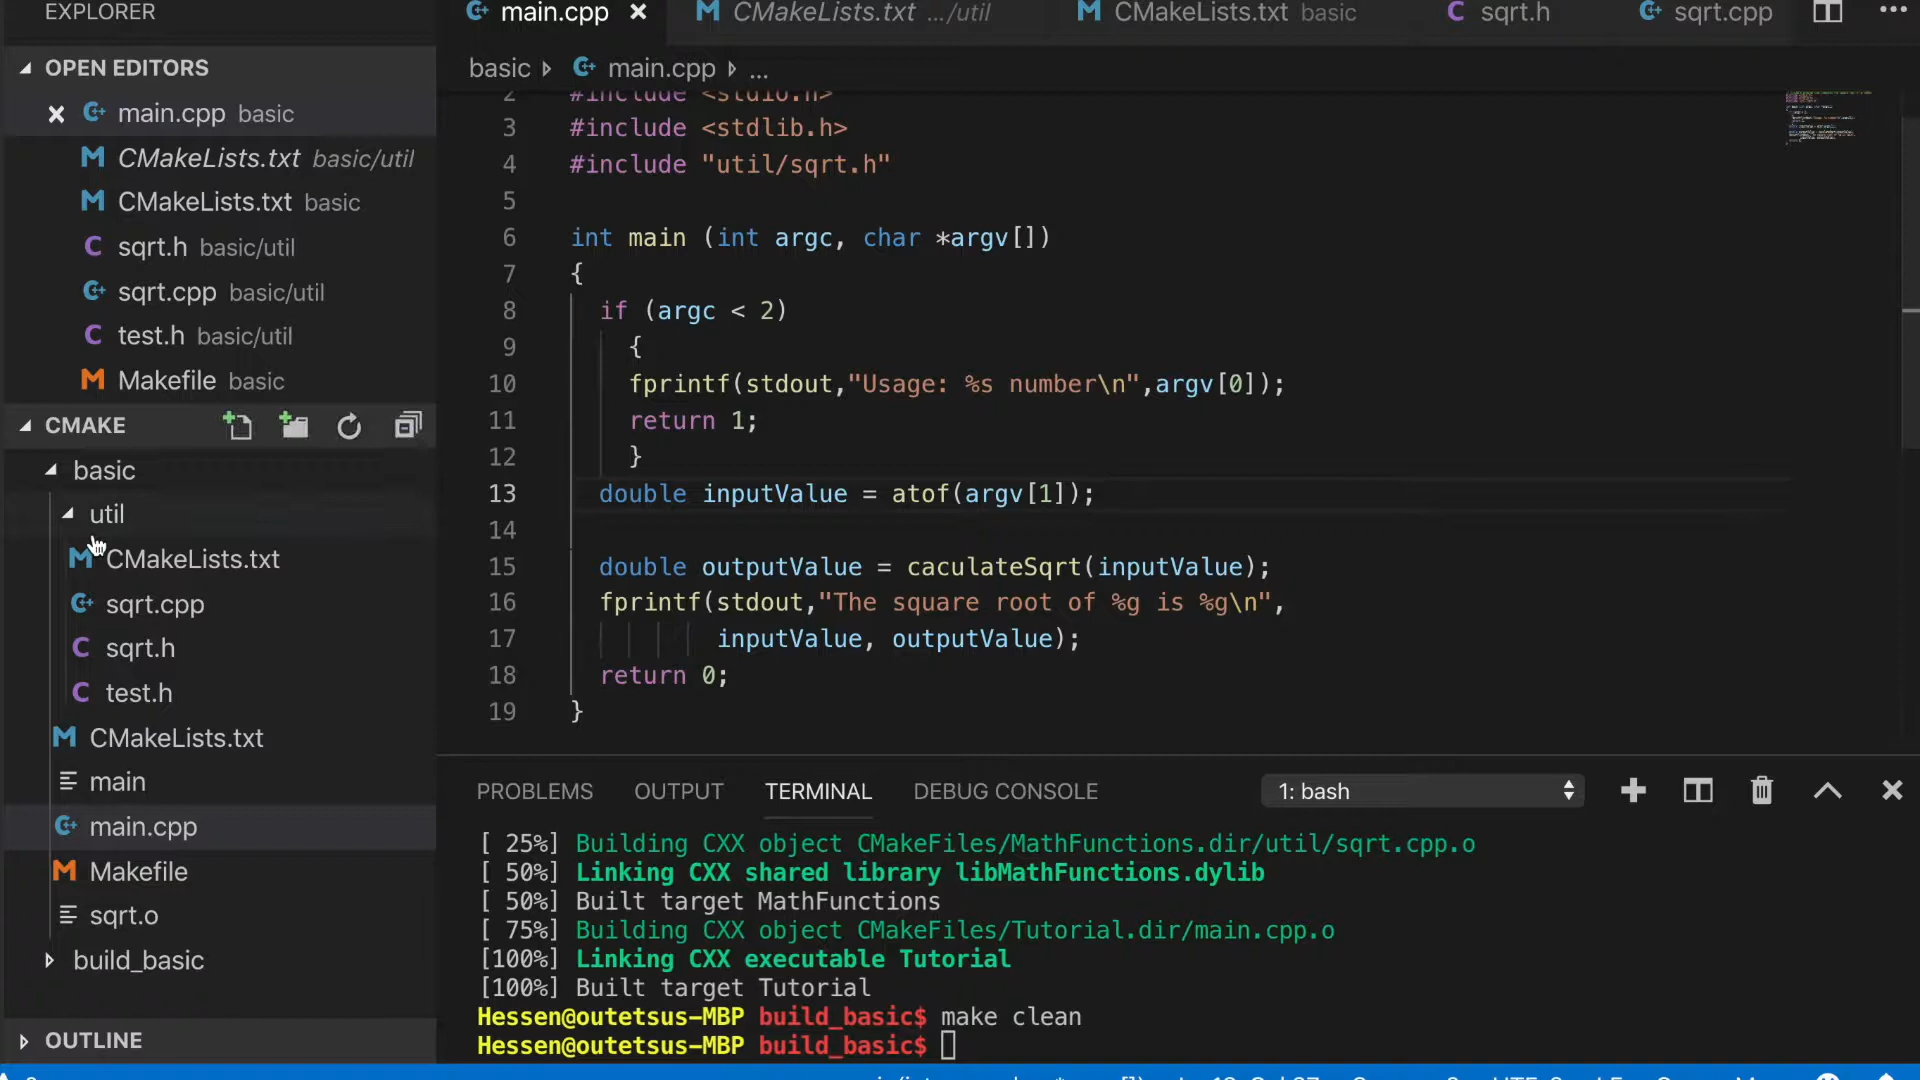 EXPLORER
OPEN EDITORS
main.cpp basic
CMakeLists.txt basic/util
CMakeLists.txt basic
sqrt.h basic/util
sqrt.cpp basic/util
test.h basic/util
Makefile basic
CMAKE
basic
util
CMakeLists.txt
sqrt.cpp
sqrt.h
test.h
CMakeLists.txt
main
main.cpp
Makefile
sqrt.o
build_basic
OUTLINE
main.cpp CMakeLists.txt .../util CMakeLists.txt basic sqrt.h sqrt.cpp
basic main.cpp ...
2 #include <stdio.h>
3 #include <stdlib.h>
4 #include "util/sqrt.h"
5
6 int main (int argc, char *argv[])
7 {
8 if (argc < 2)
9 {
10 fprintf(stdout,"Usage: %s number\n",argv[0]);
11 return 1;
12 }
13 double inputValue = atof(argv[1]);
14
15 double outputValue = caculateSqrt(inputValue);
16 fprintf(stdout,"The square root of %g is %g\n",
17 inputValue, outputValue);
18 return 0;
19 }
PROBLEMS OUTPUT TERMINAL DEBUG CONSOLE 1: bash
[ 25%] Building CXX object CMakeFiles/MathFunctions.dir/util/sqrt.cpp.o
[ 50%] Linking CXX shared library libMathFunctions.dylib
[ 50%] Built target MathFunctions
[ 75%] Building CXX object CMakeFiles/Tutorial.dir/main.cpp.o
[100%] Linking CXX executable Tutorial
[100%] Built target Tutorial
Hessen@outetsus-MBP build_basic$ make clean
Hessen@outetsus-MBP build_basic$